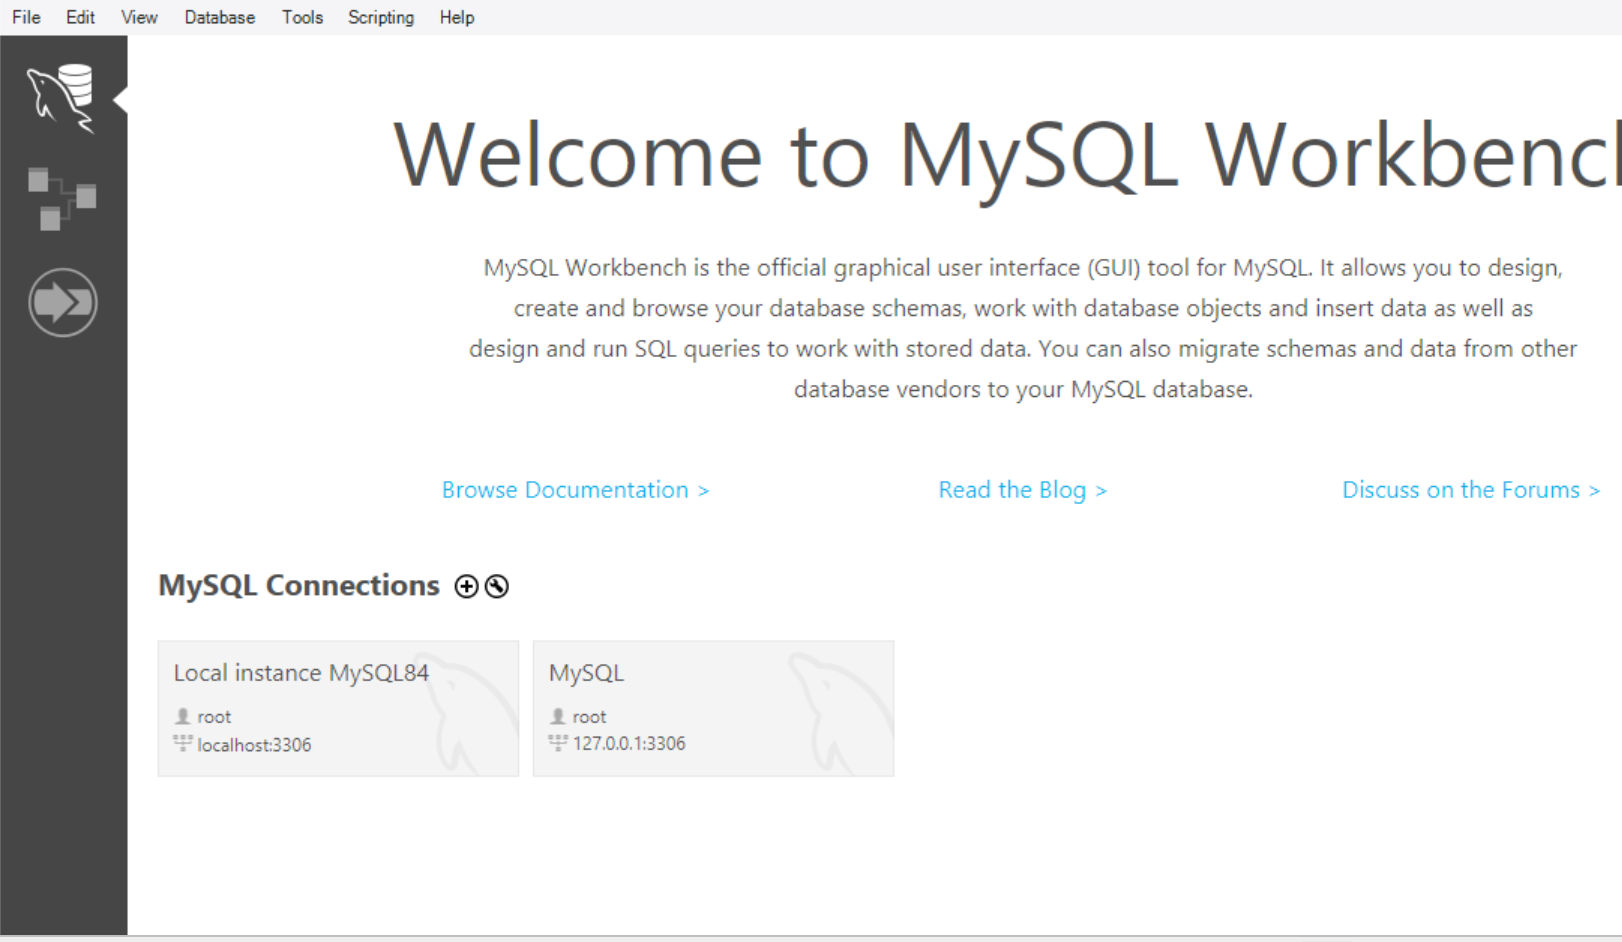 File Edit View Database Tools Scripting Help
Welcome to MySQL Workbench
MySQL Workbench is the official graphical user interface (GUI) tool for MySQL. It allows you to design,
create and browse your database schemas, work with database objects and insert data as well as
design and run SQL queries to work with stored data. You can also migrate schemas and data from other
database vendors to your MySQL database.
Browse Documentation > Read the Blog > Discuss on the Forums >
MySQL Connections
Local instance MySQL84
root
localhost:3306
MySQL
root
127.0.0.1:3306